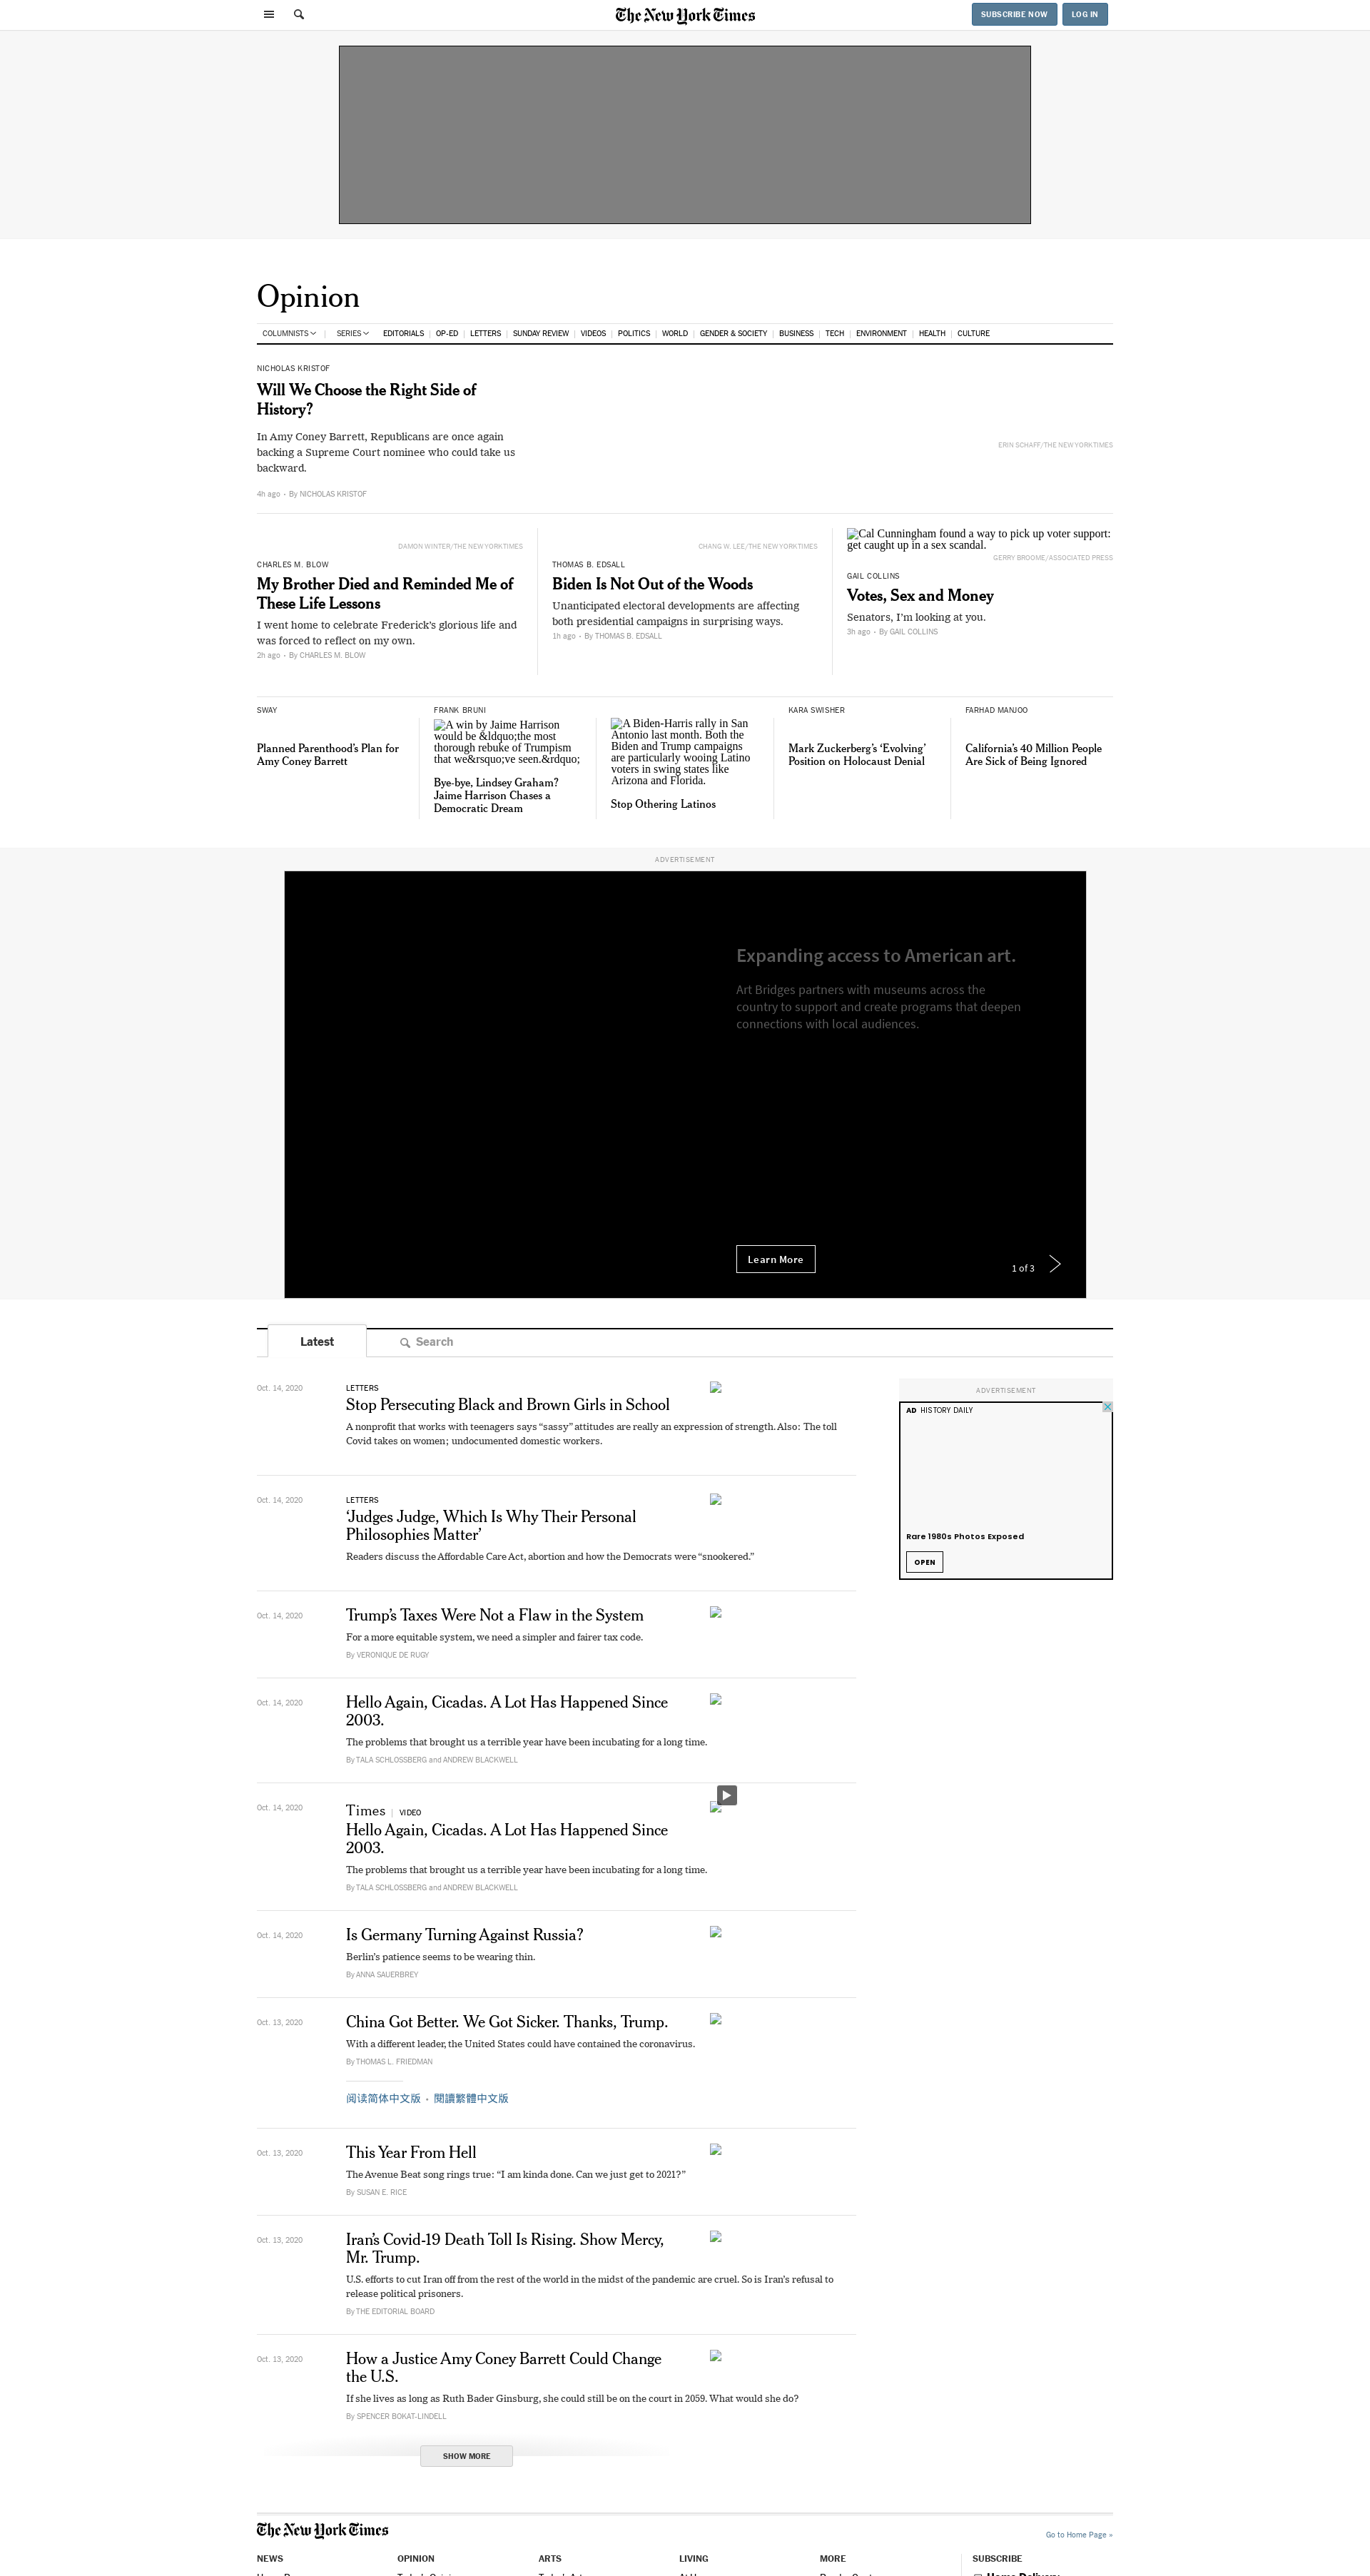 The New York Times
SUBSCRIBE NOW
LOG IN
Opinion
COLUMNISTS | SERIES EDITORIALS | OP-ED | LETTERS | SUNDAY REVIEW | VIDEOS | POLITICS | WORLD | GENDER & SOCIETY | BUSINESS | TECH | ENVIRONMENT | HEALTH | CULTURE
NICHOLAS KRISTOF
Will We Choose the Right Side of
History?
In Amy Coney Barrett, Republicans are once again
backing a Supreme Court nominee who could take us
backward.
4h ago • By NICHOLAS KRISTOF
ERIN SCHAFF/THE NEW YORK TIMES
DAMON WINTER/THE NEW YORK TIMES
CHARLES M. BLOW
My Brother Died and Reminded Me of
These Life Lessons
I went home to celebrate Frederick’s glorious life and
was forced to reflect on my own.
2h ago • By CHARLES M. BLOW
CHANG W. LEE/THE NEW YORK TIMES
THOMAS B. EDSALL
Biden Is Not Out of the Woods
Unanticipated electoral developments are affecting
both presidential campaigns in surprising ways.
1h ago • By THOMAS B. EDSALL
Cal Cunningham found a way to pick up voter support:
get caught up in a sex scandal.
GERRY BROOME/ASSOCIATED PRESS
GAIL COLLINS
Votes, Sex and Money
Senators, I’m looking at you.
3h ago • By GAIL COLLINS
SWAY
Planned Parenthood’s Plan for
Amy Coney Barrett
FRANK BRUNI
A win by Jaime Harrison
would be &ldquo;the most
thorough rebuke of Trumpism
that we&rsquo;ve seen.&rdquo;
Bye-bye, Lindsey Graham?
Jaime Harrison Chases a
Democratic Dream
A Biden-Harris rally in San
Antonio last month. Both the
Biden and Trump campaigns
are particularly wooing Latino
voters in swing states like
Arizona and Florida.
Stop Othering Latinos
KARA SWISHER
Mark Zuckerberg’s ‘Evolving’
Position on Holocaust Denial
FARHAD MANJOO
California’s 40 Million People
Are Sick of Being Ignored
ADVERTISEMENT
Expanding access to American art.
Art Bridges partners with museums across the
country to support and create programs that deepen
connections with local audiences.
Learn More
1 of 3
Latest
Search
Oct. 14, 2020
LETTERS
Stop Persecuting Black and Brown Girls in School
A nonprofit that works with teenagers says “sassy” attitudes are really an expression of strength. Also: The toll
Covid takes on women; undocumented domestic workers.
ADVERTISEMENT
AD HISTORY DAILY
Rare 1980s Photos Exposed
OPEN
Oct. 14, 2020
LETTERS
‘Judges Judge, Which Is Why Their Personal
Philosophies Matter’
Readers discuss the Affordable Care Act, abortion and how the Democrats were “snookered.”
Oct. 14, 2020
Trump’s Taxes Were Not a Flaw in the System
For a more equitable system, we need a simpler and fairer tax code.
By VERONIQUE DE RUGY
Oct. 14, 2020
Hello Again, Cicadas. A Lot Has Happened Since
2003.
The problems that brought us a terrible year have been incubating for a long time.
By TALA SCHLOSSBERG and ANDREW BLACKWELL
Oct. 14, 2020
Times | VIDEO
Hello Again, Cicadas. A Lot Has Happened Since
2003.
The problems that brought us a terrible year have been incubating for a long time.
By TALA SCHLOSSBERG and ANDREW BLACKWELL
Oct. 14, 2020
Is Germany Turning Against Russia?
Berlin’s patience seems to be wearing thin.
By ANNA SAUERBREY
Oct. 13, 2020
China Got Better. We Got Sicker. Thanks, Trump.
With a different leader, the United States could have contained the coronavirus.
By THOMAS L. FRIEDMAN
阅读简体中文版 • 閱讀繁體中文版
Oct. 13, 2020
This Year From Hell
The Avenue Beat song rings true: “I am kinda done. Can we just get to 2021?”
By SUSAN E. RICE
Oct. 13, 2020
Iran’s Covid-19 Death Toll Is Rising. Show Mercy,
Mr. Trump.
U.S. efforts to cut Iran off from the rest of the world in the midst of the pandemic are cruel. So is Iran’s refusal to
release political prisoners.
By THE EDITORIAL BOARD
Oct. 13, 2020
How a Justice Amy Coney Barrett Could Change
the U.S.
If she lives as long as Ruth Bader Ginsburg, she could still be on the court in 2059. What would she do?
By SPENCER BOKAT-LINDELL
SHOW MORE
The New York Times
Go to Home Page »
NEWS
OPINION
ARTS
LIVING
MORE
SUBSCRIBE